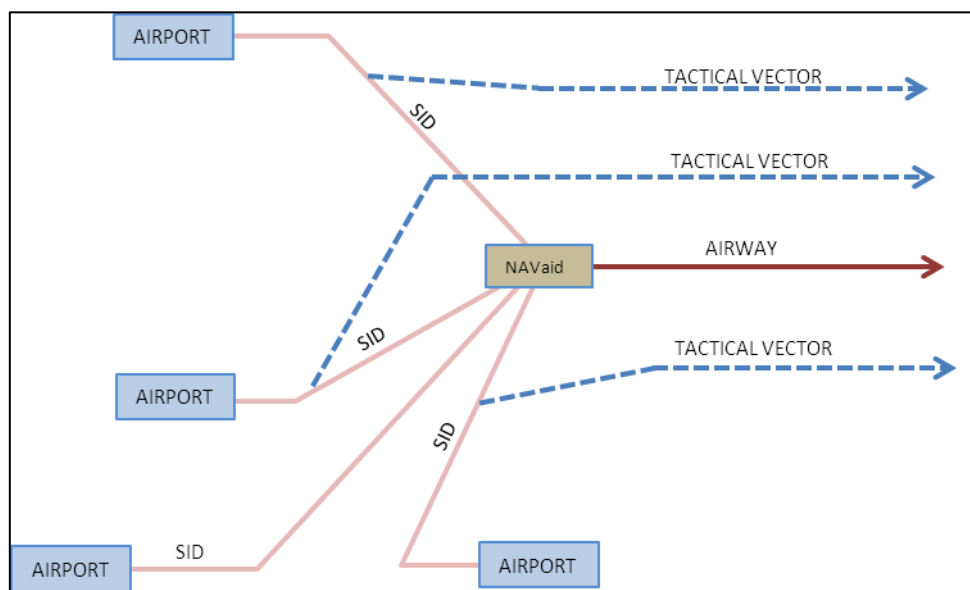 AIRPORT
TACTICAL VECTOR
SID
TACTICAL VECTOR
AIRWAY
NAVaid
SID
TACTICAL VECTOR
AIRPORT
SID
SID
AIRPORT
AIRPORT